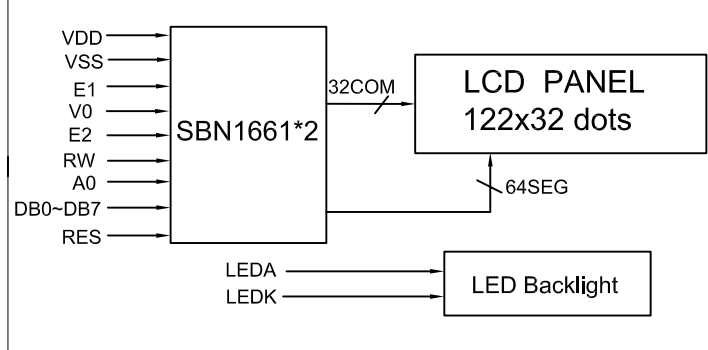 VDD
VSS
E1
V0
E2
RW
A0
DB0~DB7
RES
SBN1661*2
32COM
LCD PANEL
122x32 dots
64SEG
LEDA
LEDK
LED Backlight